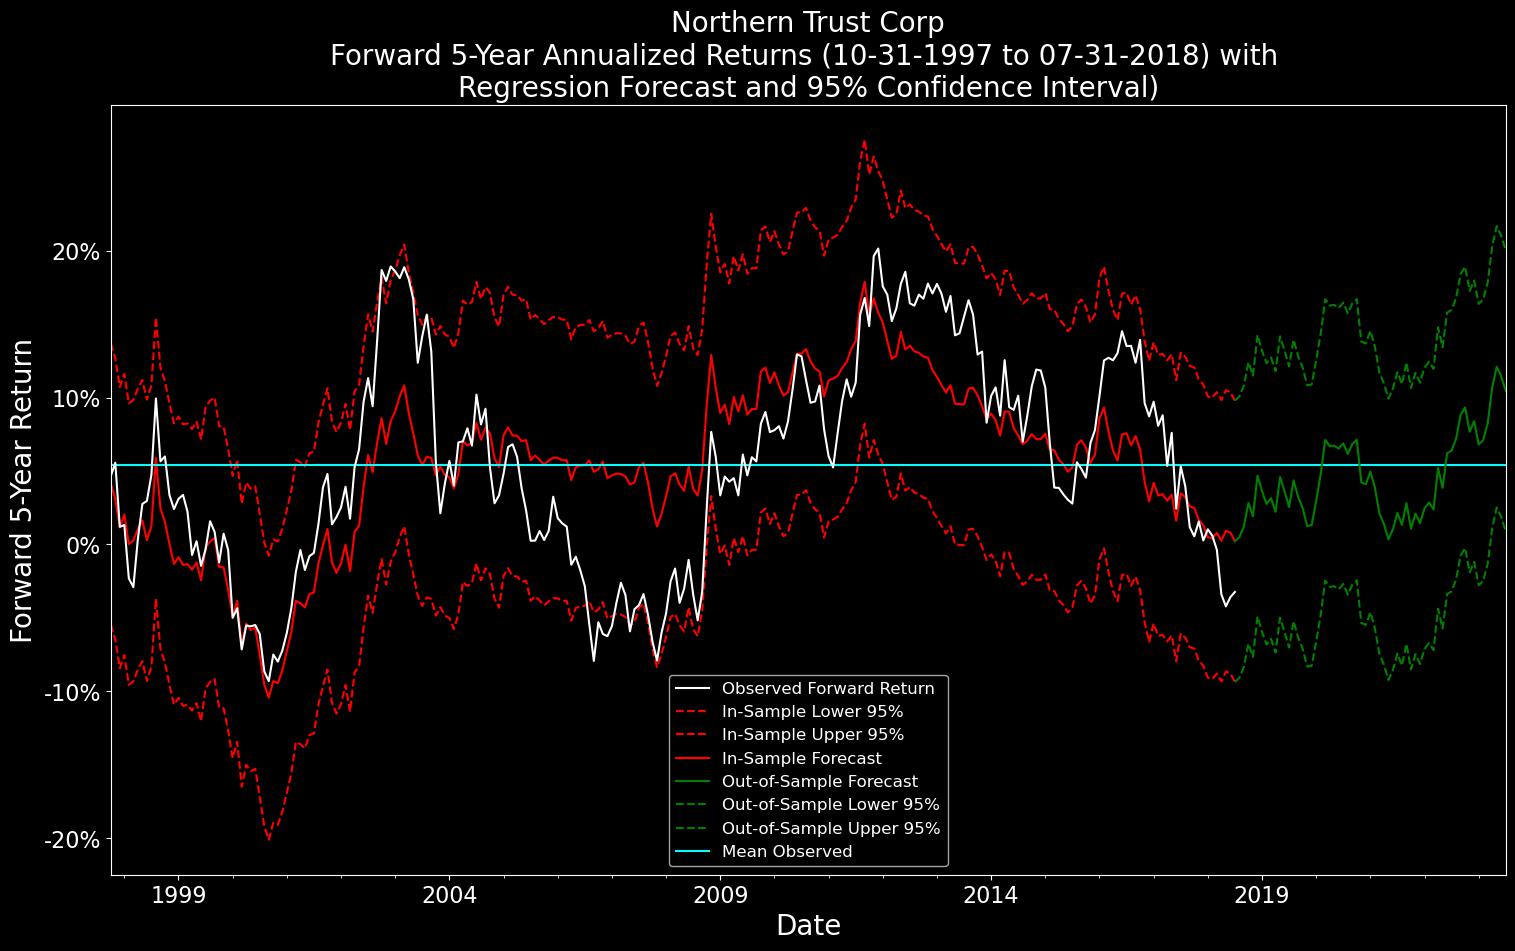 Northern Trust Corp
Forward 5-Year Annualized Returns (10-31-1997 to 07-31-2018) with
Regression Forecast and 95% Confidence Interval)
Forward 5-Year Return
20%
10%
0%
-10%
-20%
Observed Forward Return
In-Sample Lower 95%
In-Sample Upper 95%
In-Sample Forecast
Out-of-Sample Forecast
Out-of-Sample Lower 95%
Out-of-Sample Upper 95%
Mean Observed
1999 2004 2009 2014 2019
Date